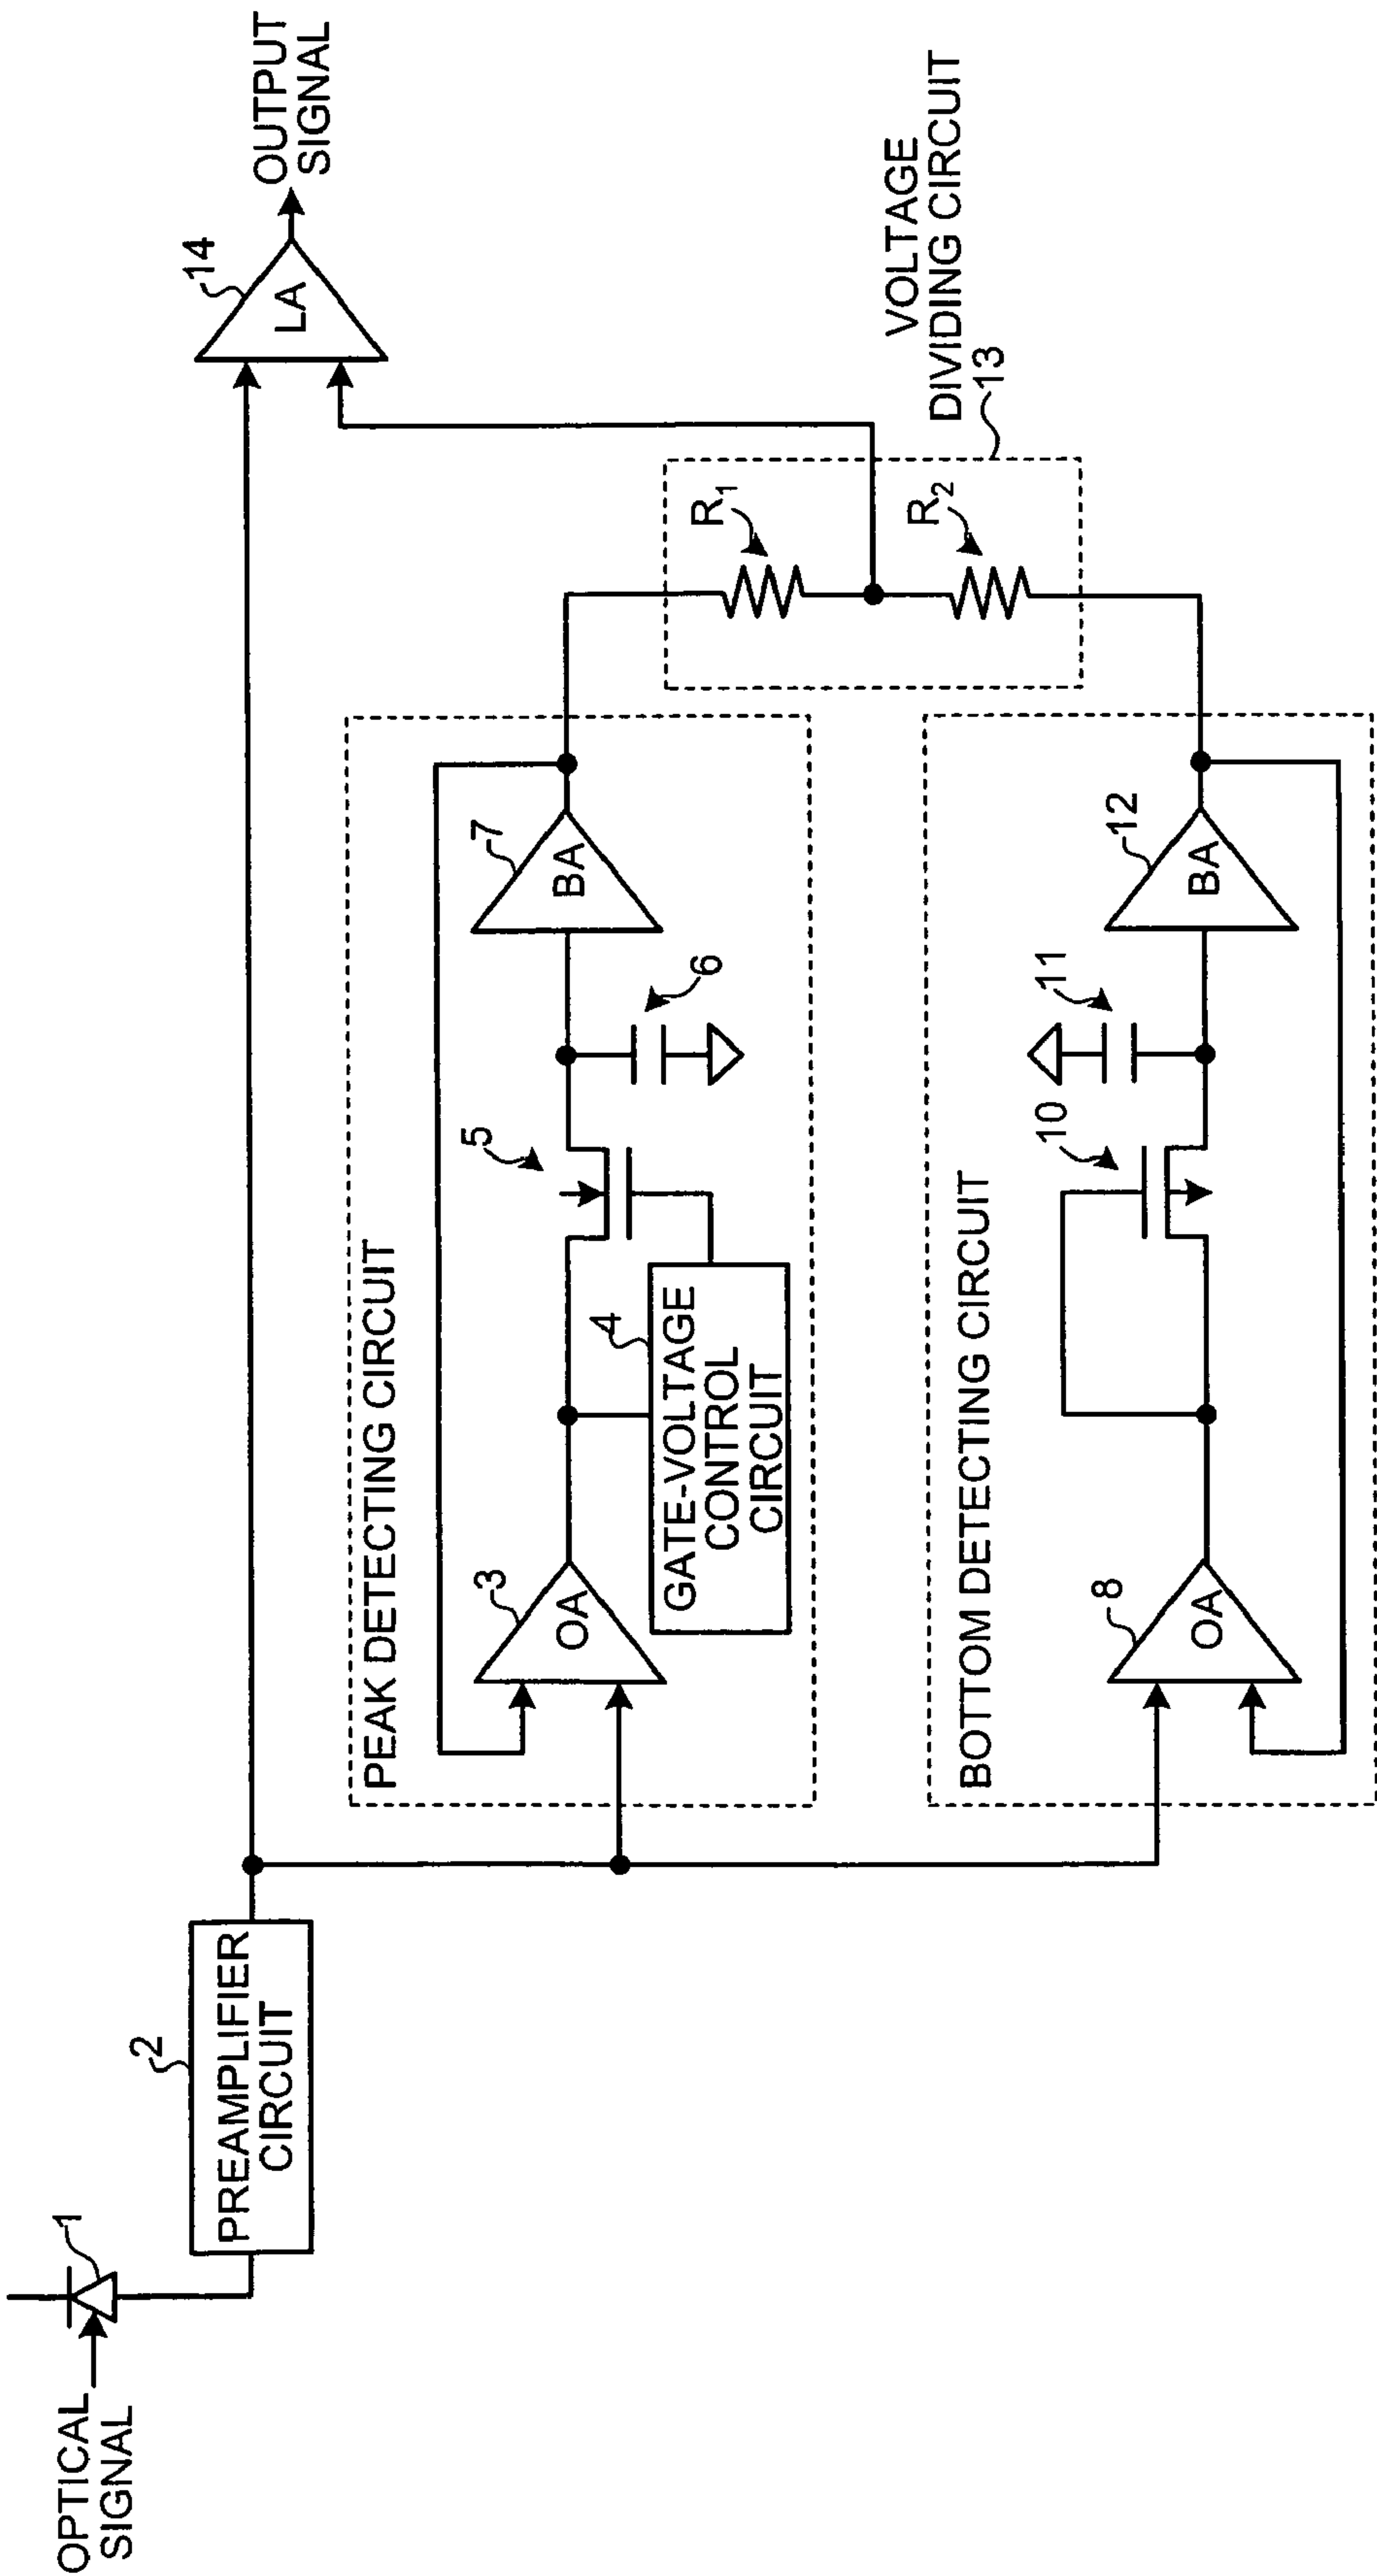 OPTICAL
SIGNAL
1
2
PREAMPLIFIER
CIRCUIT
14
LA
OUTPUT
SIGNAL
PEAK DETECTING CIRCUIT
3
OA
4
GATE-VOLTAGE
CONTROL
CIRCUIT
5
6
7
BA
R1
R2
VOLTAGE
DIVIDING CIRCUIT
13
BOTTOM DETECTING CIRCUIT
8
OA
10
11
12
BA